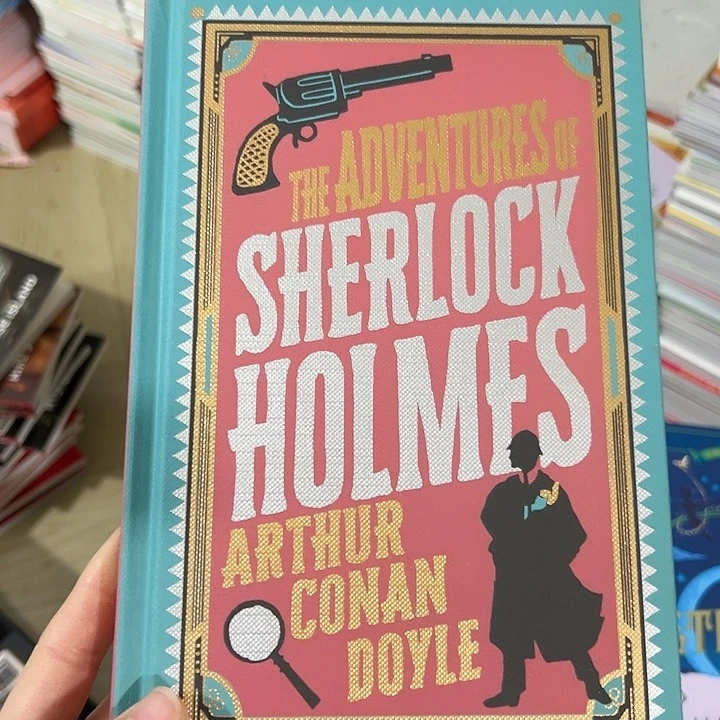 THE ADVENTURES OF
SHERLOCK
HOLMES
ARTHUR
CONAN
DOYLE